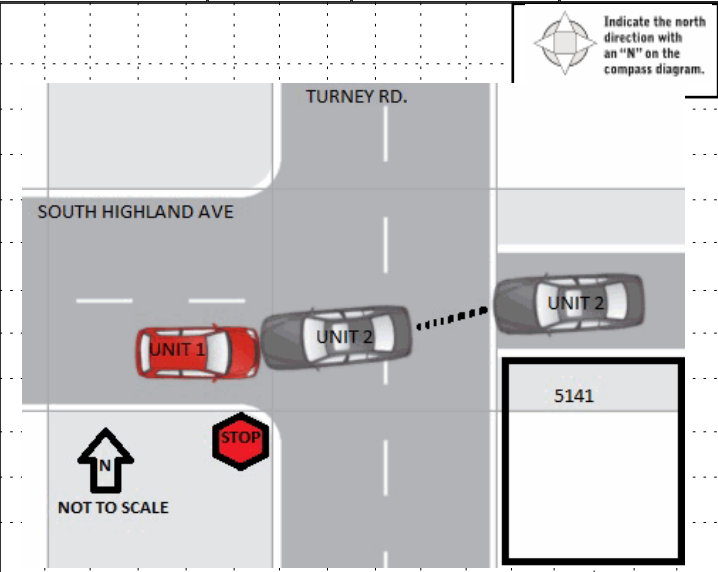 Indicate the north
direction with
an “N” on the
compass diagram.
TURNEY RD.
SOUTH HIGHLAND AVE
UNIT 2
UNIT 2
UNIT 1
5141
STOP
N
NOT TO SCALE